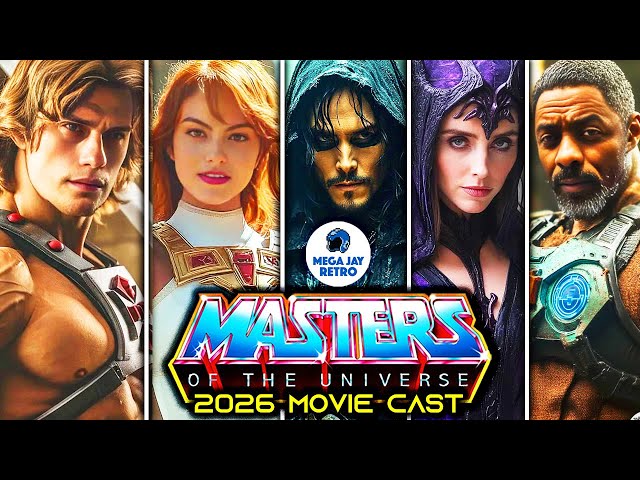 MEGA JAY
RETRO
MASTERS
OF THE UNIVERSE
2026 MOVIE CAST